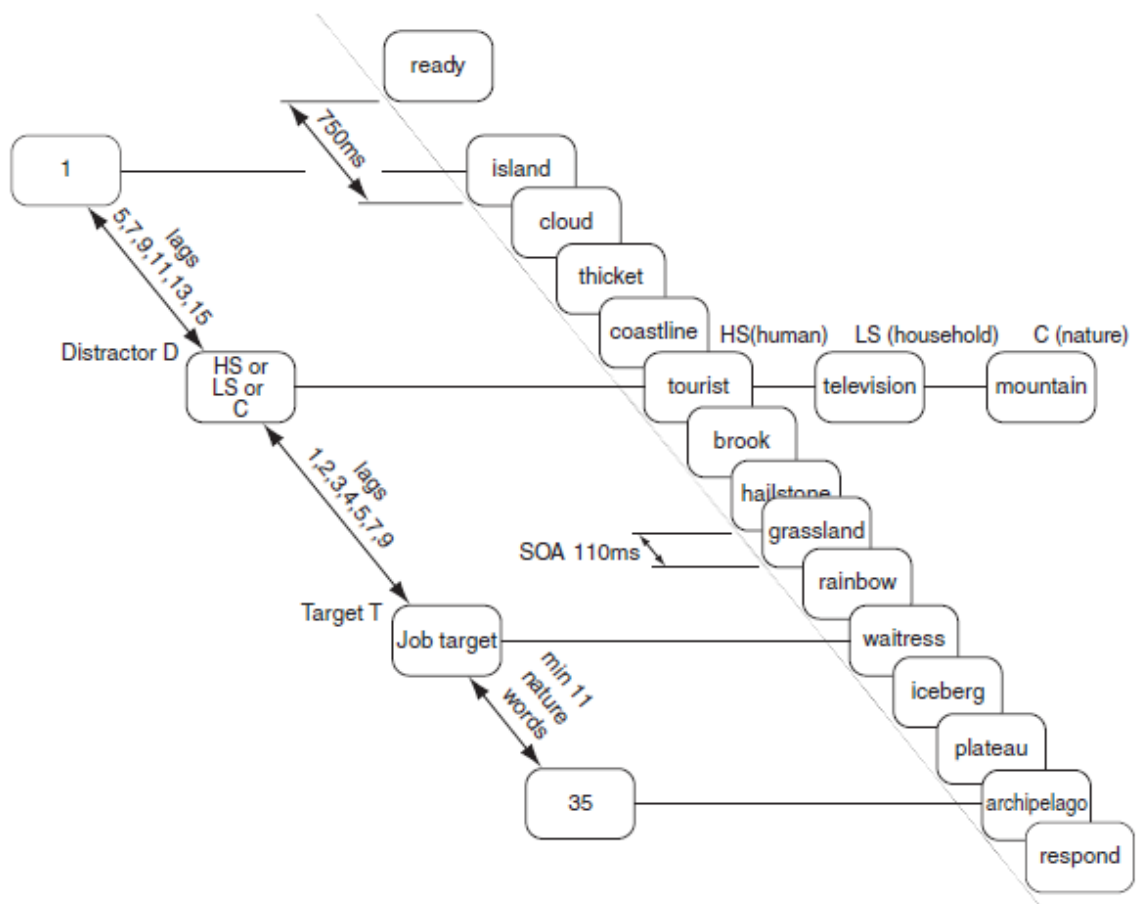 ready
750ms
1
island
cloud
lags
5,7,9,11,13,15
thicket
coastline
HS(human)
LS (household)
C (nature)
Distractor D
HS or
LS or
C
tourist
television
mountain
brook
lags
1,2,3,4,5,7,9
hailstone
grassland
SOA 110ms
rainbow
Target T
Job target
waitress
min 11
nature
words
iceberg
plateau
35
archipelago
respond